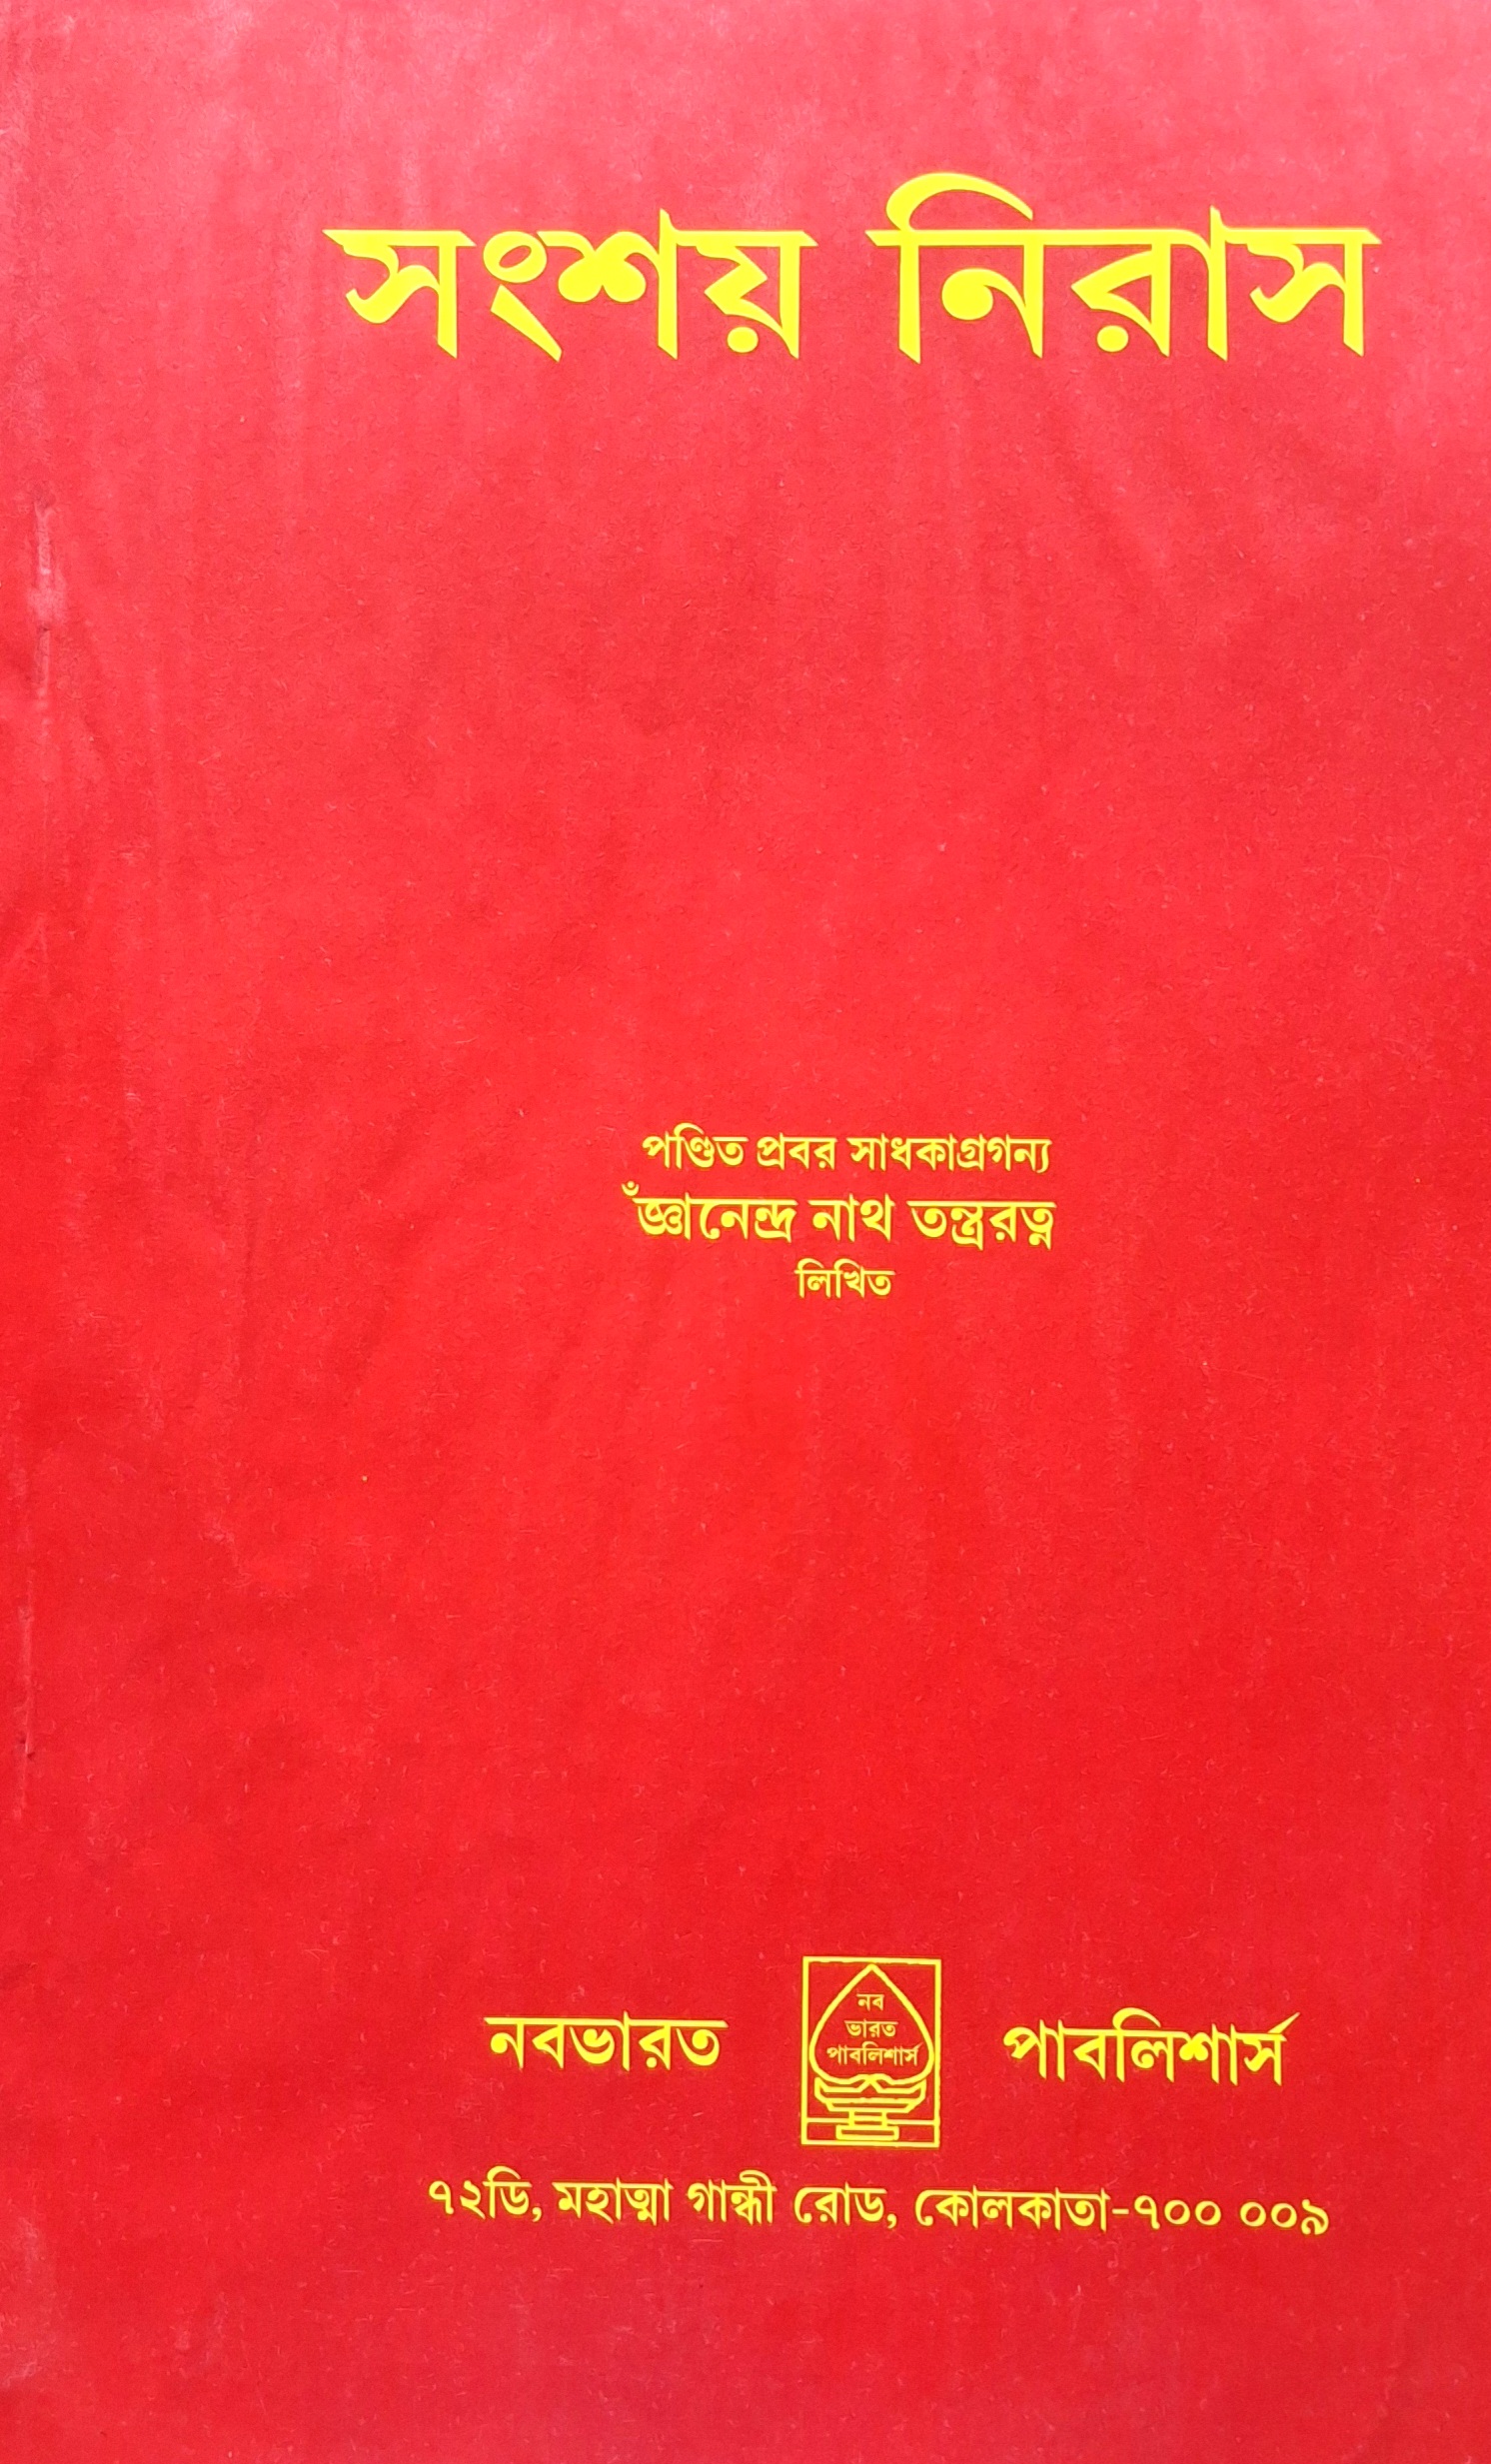 সংশয় নিরাস
পণ্ডিত প্রবর সাধকাগ্রগন্য
ঁজ্ঞানেন্দ্র নাথ তন্ত্ররত্ন
লিখিত
নবভারত পাবলিশার্স
নব
ভারত
পাবলিশার্স
৭২ডি, মহাত্মা গান্ধী রোড, কোলকাতা-৭০০ ০০৯